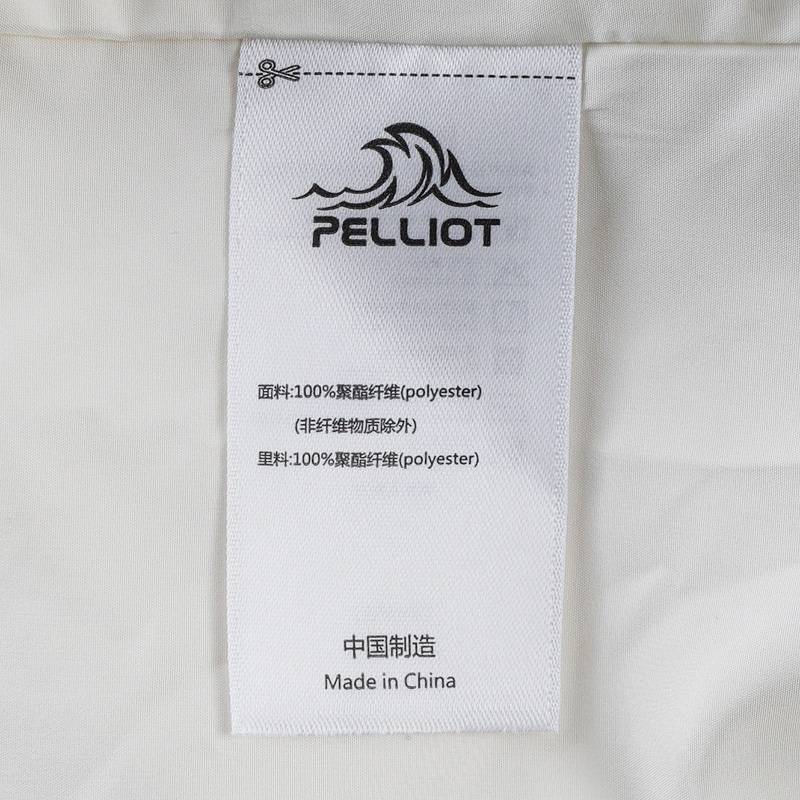 PELLIOT
面料:100%聚酯纤维(polyester)
(非纤维物质除外)
里料:100%聚酯纤维(polyester)
中国制造
Made in China